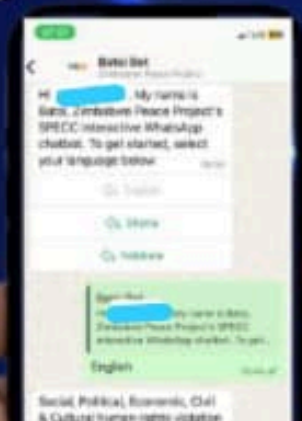 Batsi Bot
Zimbabwe Peace Project
Hi My name is
Batsi, Zimbabwe Peace Project's
SPECC interactive WhatsApp
chatbot. To get started, select
your language below
English
Shona
Ndebele
Batsi Bot
My name is Batsi,
Zimbabwe Peace Project's SPECC
interactive WhatsApp chatbot. To get...
English
Social, Political, Economic, Civil
& Cultural human rights violation